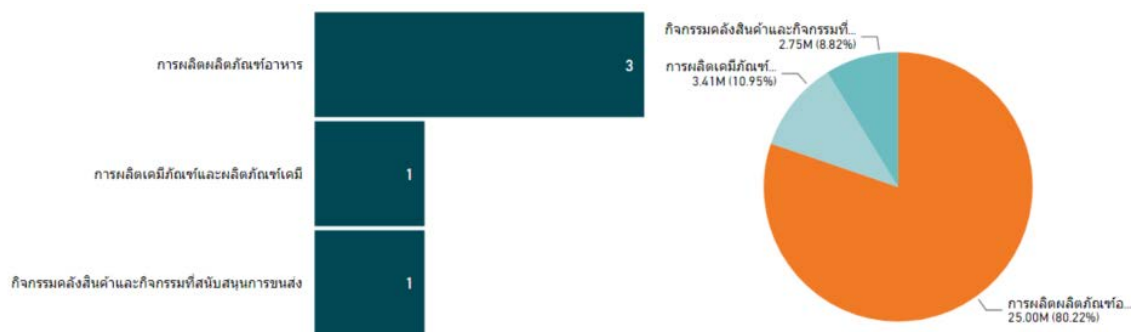 การผลิตผลิตภัณฑ์อาหาร
3
การผลิตเคมีภัณฑ์และผลิตภัณฑ์เคมี
1
กิจกรรมคลังสินค้าและกิจกรรมที่สนับสนุนการขนส่ง
1
กิจกรรมคลังสินค้าและกิจกรรมที่...
2.75M (8.82%)
การผลิตเคมีภัณฑ์...
3.41M (10.95%)
การผลิตผลิตภัณฑ์อ...
25.00M (80.22%)